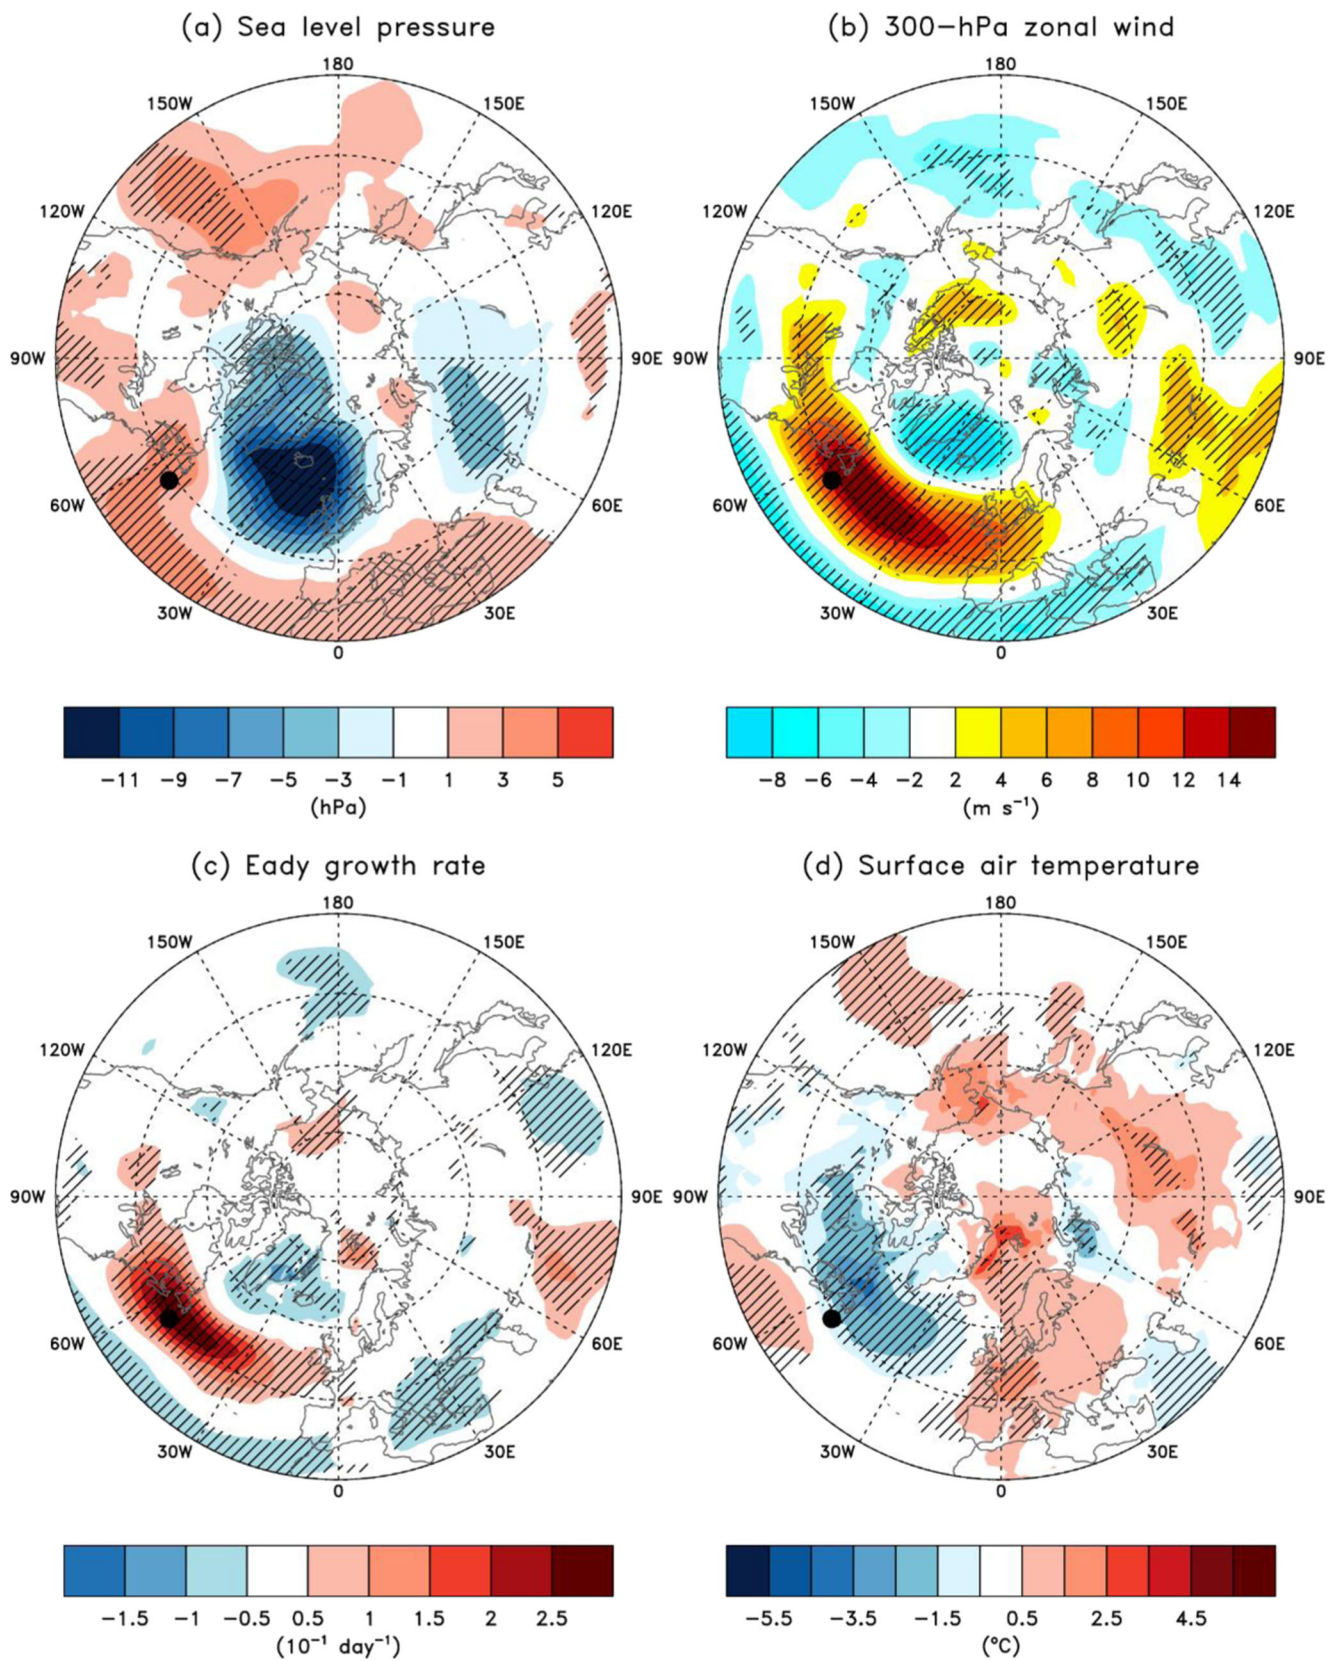 (a) Sea level pressure
(b) 300-hPa zonal wind
180
150W
150E
120W
120E
90W
90E
60W
60E
30W
30E
0
180
150W
150E
120W
120E
90W
90E
60W
60E
30W
30E
0
-11 -9 -7 -5 -3 -1 1 3 5
(hPa)
-8 -6 -4 -2 2 4 6 8 10 12 14
(m s⁻¹)
(c) Eady growth rate
(d) Surface air temperature
180
150W
150E
120W
120E
90W
90E
60W
60E
30W
30E
0
180
150W
150E
120W
120E
90W
90E
60W
60E
30W
30E
0
-1.5 -1 -0.5 0.5 1 1.5 2 2.5
(10⁻¹ day⁻¹)
-5.5 -3.5 -1.5 0.5 2.5 4.5
(°C)